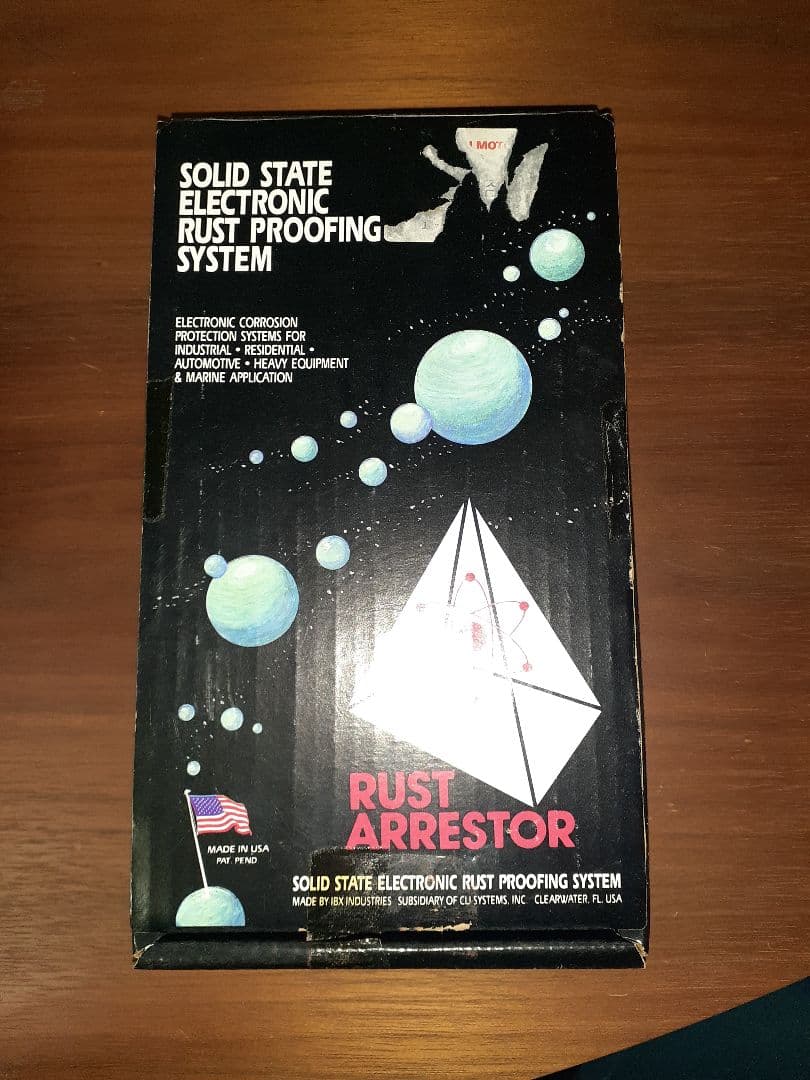 SOLID STATE
ELECTRONIC
RUST PROOFING
SYSTEM
MOT
ELECTRONIC CORROSION
PROTECTION SYSTEMS FOR
INDUSTRIAL • RESIDENTIAL •
AUTOMOTIVE • HEAVY EQUIPMENT
& MARINE APPLICATION
RUST
ARRESTOR
MADE IN USA
PAT. PEND
SOLID STATE ELECTRONIC RUST PROOFING SYSTEM
MADE BY IBX INDUSTRIES SUBSIDIARY OF CLI SYSTEMS, INC. CLEARWATER, FL. USA